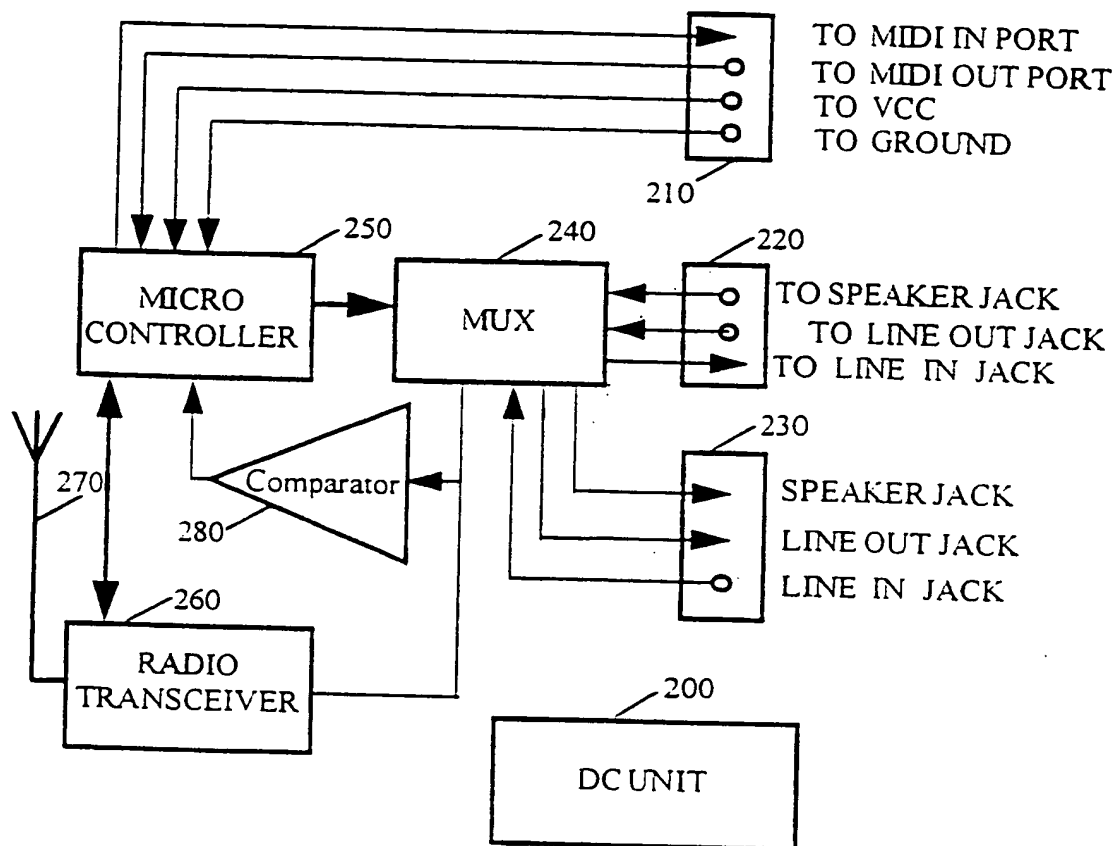 TO MIDI IN PORT
TO MIDI OUT PORT
TO VCC
TO GROUND
210
250
240
220
MICRO
CONTROLLER
MUX
TO SPEAKER JACK
TO LINE OUT JACK
TO LINE IN JACK
230
270
Comparator
280
SPEAKER JACK
LINE OUT JACK
LINE IN JACK
260
RADIO
TRANSCEIVER
200
DC UNIT